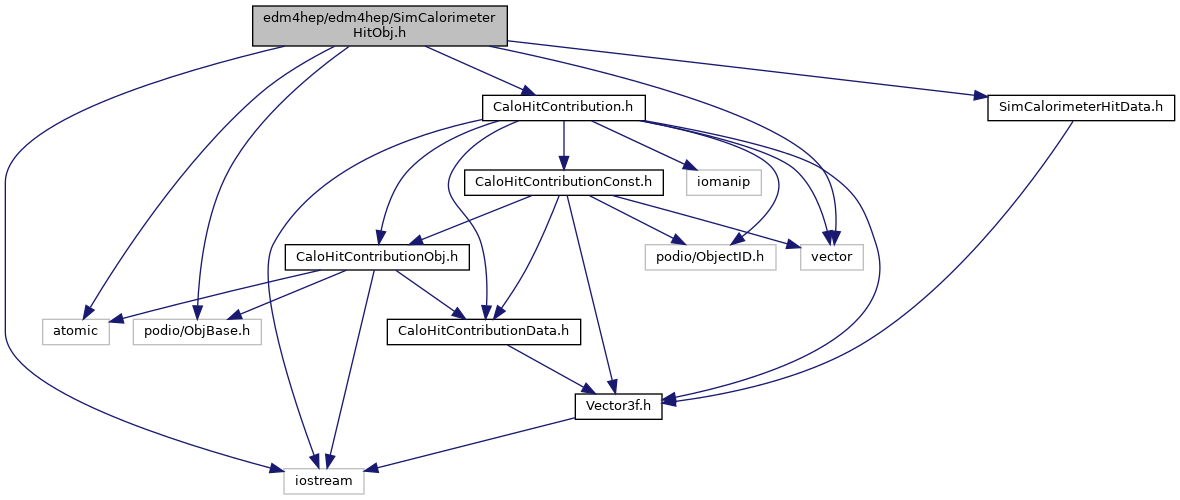 edm4hep/edm4hep/SimCalorimeter
HitObj.h
CaloHitContribution.h
SimCalorimeterHitData.h
CaloHitContributionConst.h
iomanip
CaloHitContributionObj.h
podio/ObjectID.h
vector
atomic
podio/ObjBase.h
CaloHitContributionData.h
Vector3f.h
iostream